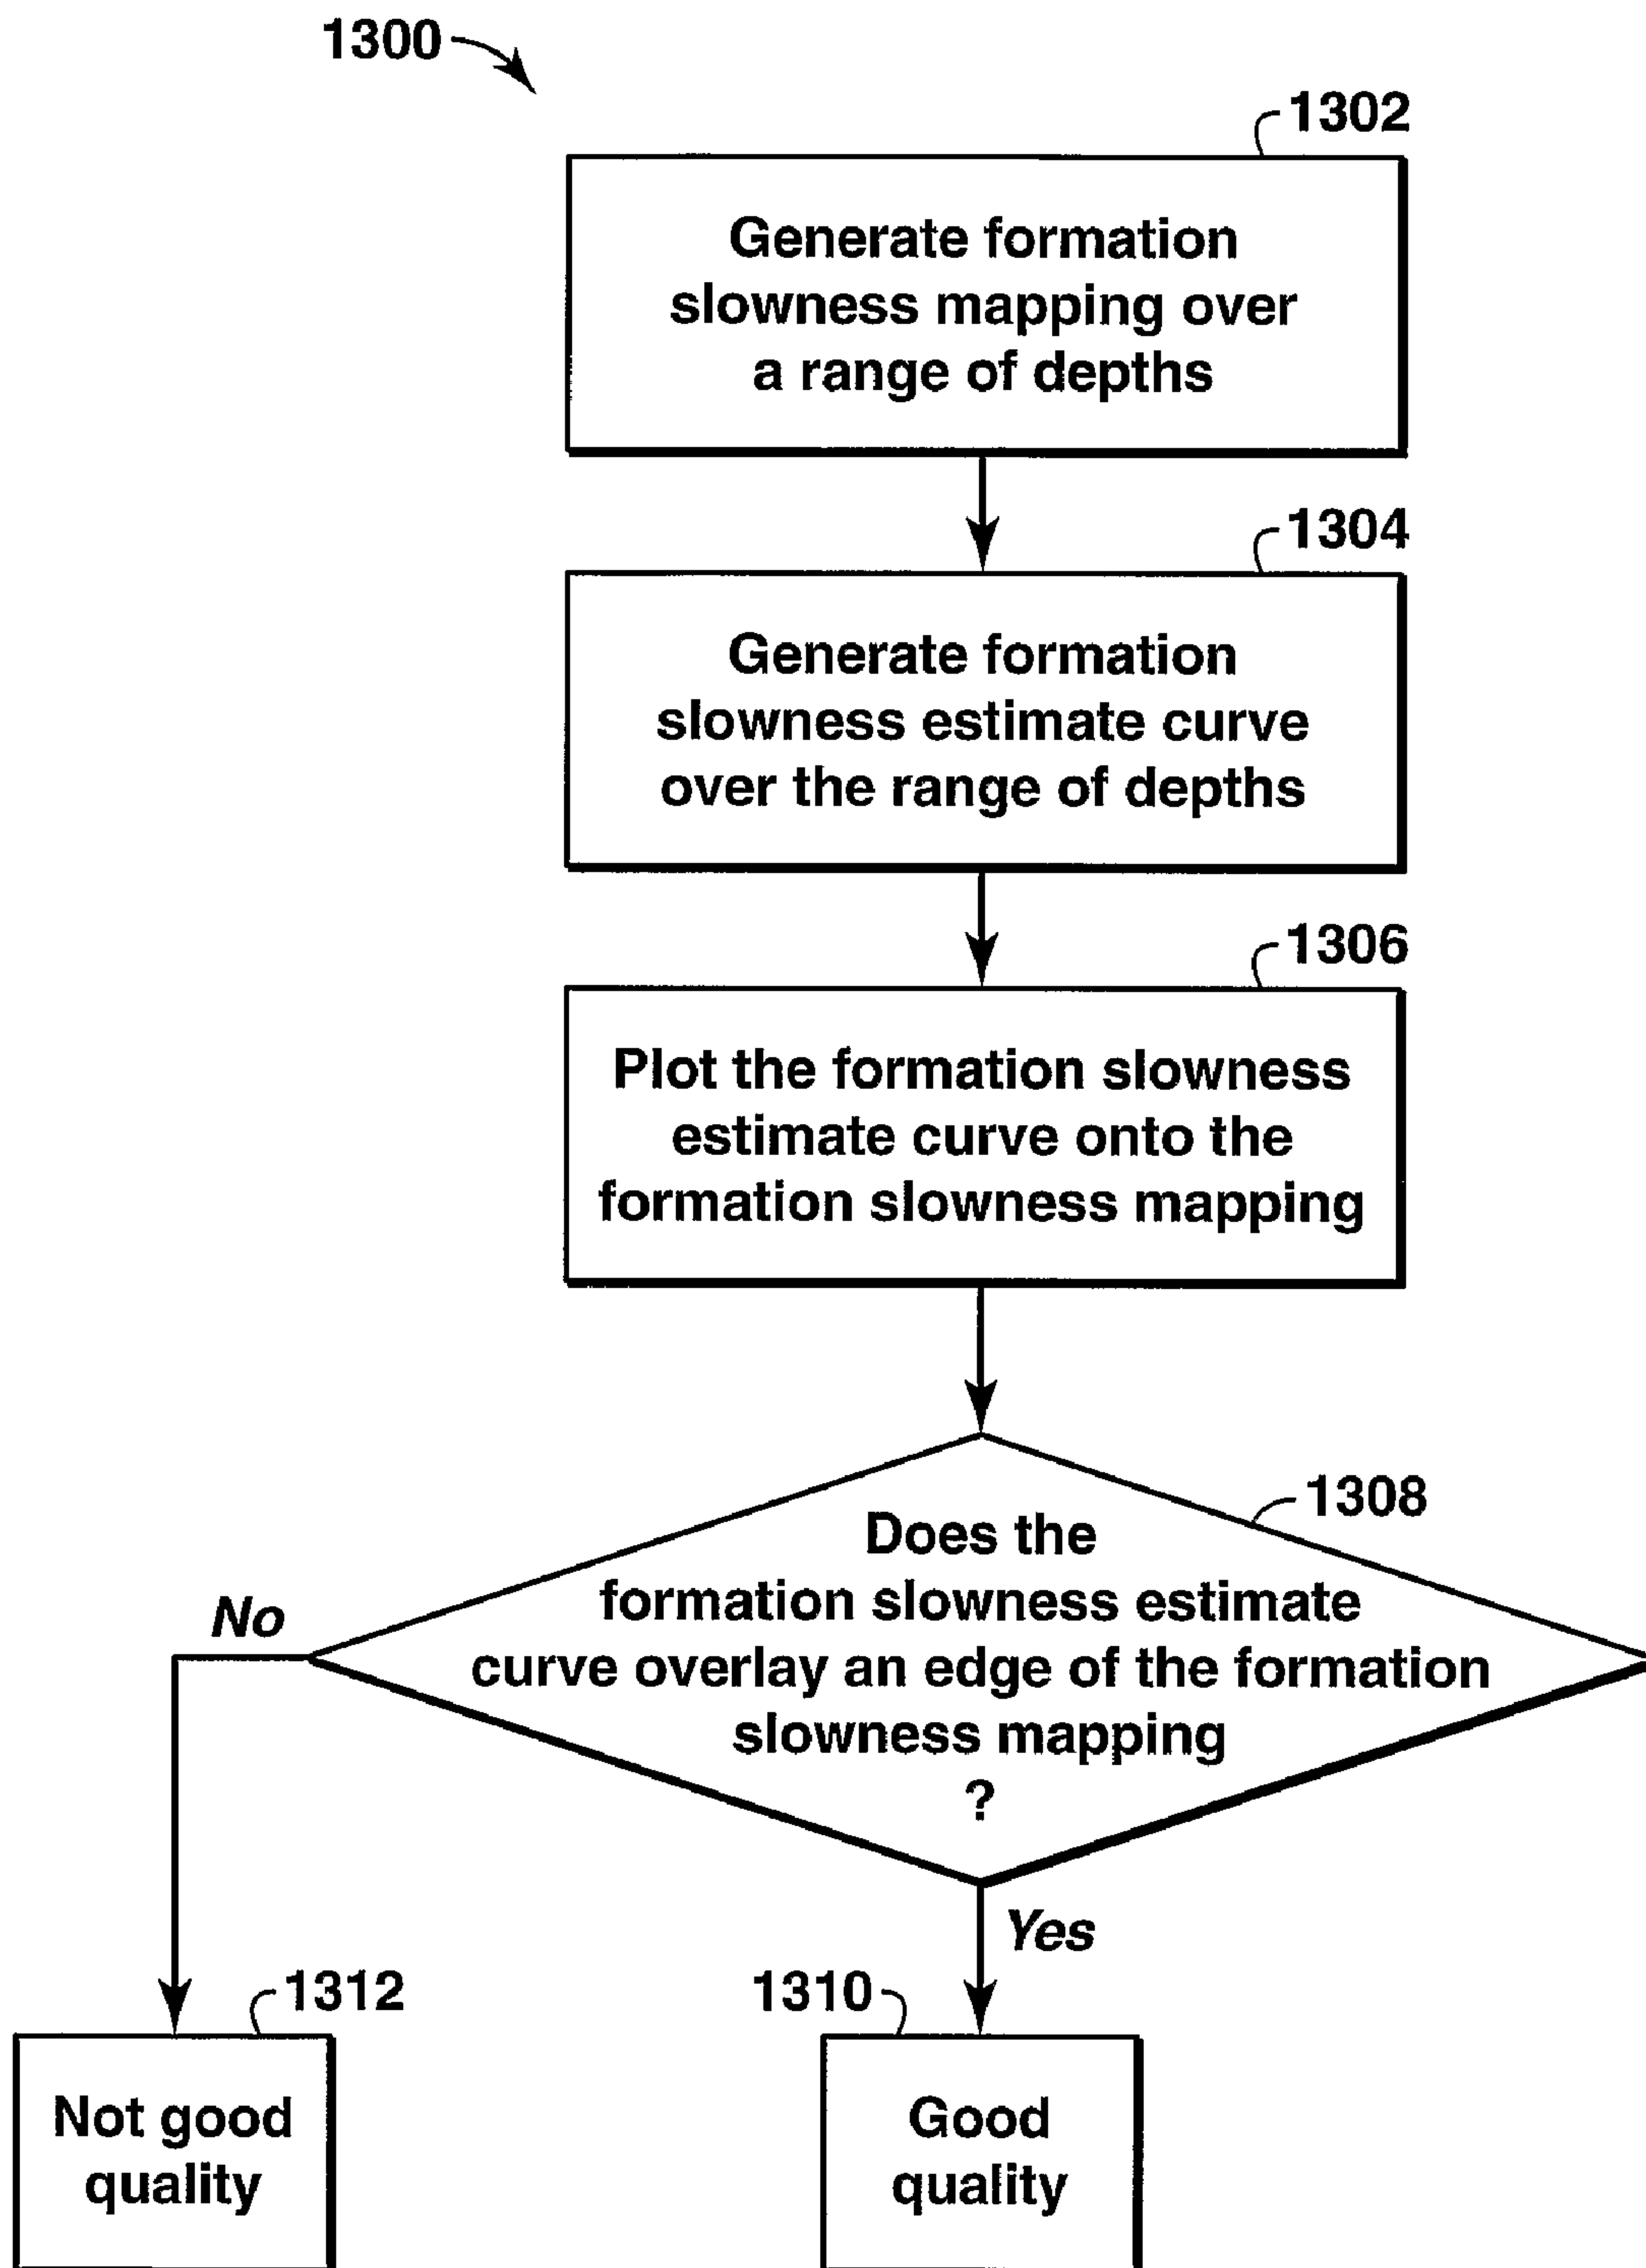 1300
1302
Generate formation
slowness mapping over
a range of depths
1304
Generate formation
slowness estimate curve
over the range of depths
1306
Plot the formation slowness
estimate curve onto the
formation slowness mapping
1308
Does the
formation slowness estimate
curve overlay an edge of the formation
slowness mapping
?
No
Yes
1312
Not good
quality
1310
Good
quality